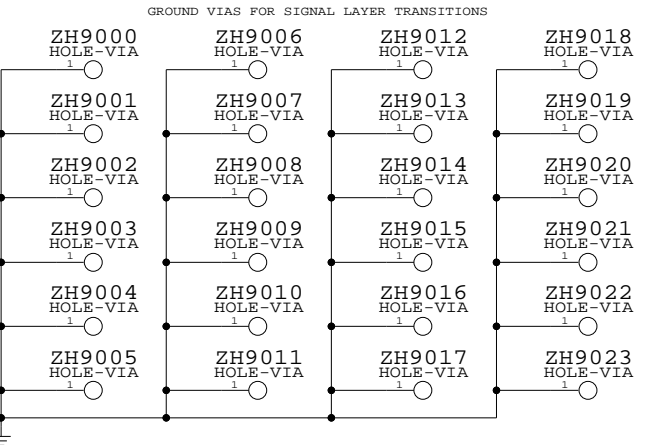 GROUND VIAS FOR SIGNAL LAYER TRANSITIONS
ZH9000 ZH9006 ZH9012 ZH9018
HOLE-VIA HOLE-VIA HOLE-VIA HOLE-VIA
1 1 1 1
ZH9001 ZH9007 ZH9013 ZH9019
HOLE-VIA HOLE-VIA HOLE-VIA HOLE-VIA
1 1 1 1
ZH9002 ZH9008 ZH9014 ZH9020
HOLE-VIA HOLE-VIA HOLE-VIA HOLE-VIA
1 1 1 1
ZH9003 ZH9009 ZH9015 ZH9021
HOLE-VIA HOLE-VIA HOLE-VIA HOLE-VIA
1 1 1 1
ZH9004 ZH9010 ZH9016 ZH9022
HOLE-VIA HOLE-VIA HOLE-VIA HOLE-VIA
1 1 1 1
ZH9005 ZH9011 ZH9017 ZH9023
HOLE-VIA HOLE-VIA HOLE-VIA HOLE-VIA
1 1 1 1